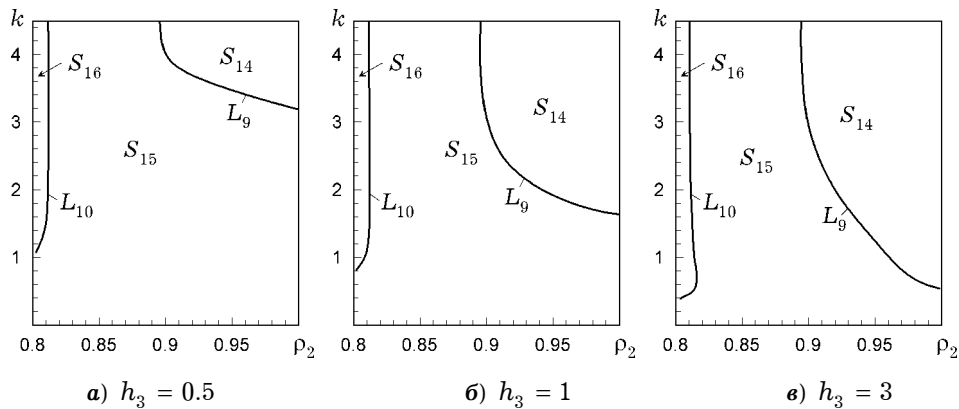 k
4
3
2
1
0.8
0.85
0.9
0.95
ρ₂
S₁₆
S₁₅
S₁₄
L₉
L₁₀
а) h₃ = 0.5
k
4
3
2
1
0.8
0.85
0.9
0.95
ρ₂
S₁₆
S₁₅
S₁₄
L₉
L₁₀
б) h₃ = 1
k
4
3
2
1
0.8
0.85
0.9
0.95
ρ₂
S₁₆
S₁₅
S₁₄
L₉
L₁₀
в) h₃ = 3